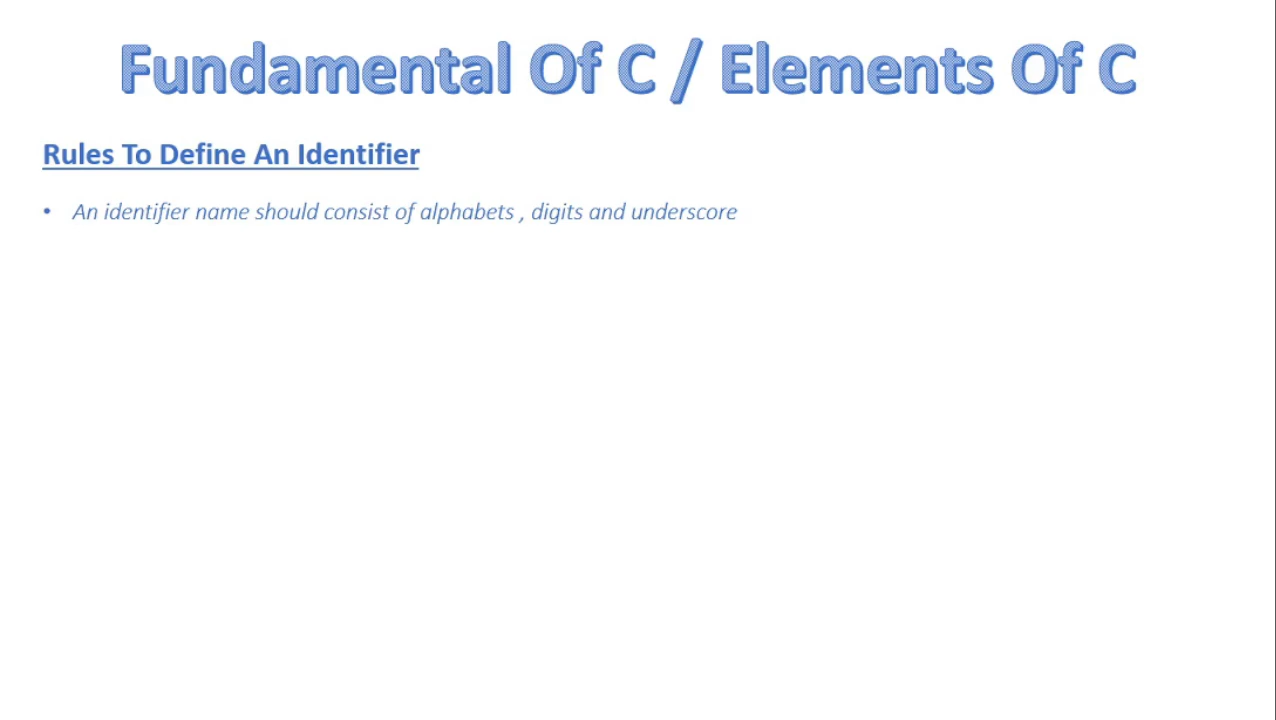 Fundamental Of C / Elements Of C
Rules To Define An Identifier
• An identifier name should consist of alphabets , digits and underscore